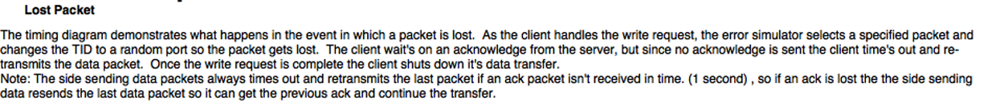 Lost Packet
The timing diagram demonstrates what happens in the event in which a packet is lost.  As the client handles the write request, the error simulator selects a specified packet and
changes the TID to a random port so the packet gets lost.  The client wait's on an acknowledge from the server, but since no acknowledge is sent the client time's out and re-
transmits the data packet.  Once the write request is complete the client shuts down it's data transfer.
Note: The side sending data packets always times out and retransmits the last packet if an ack packet isn't received in time. (1 second) , so if an ack is lost the the side sending
data resends the last data packet so it can get the previous ack and continue the transfer.